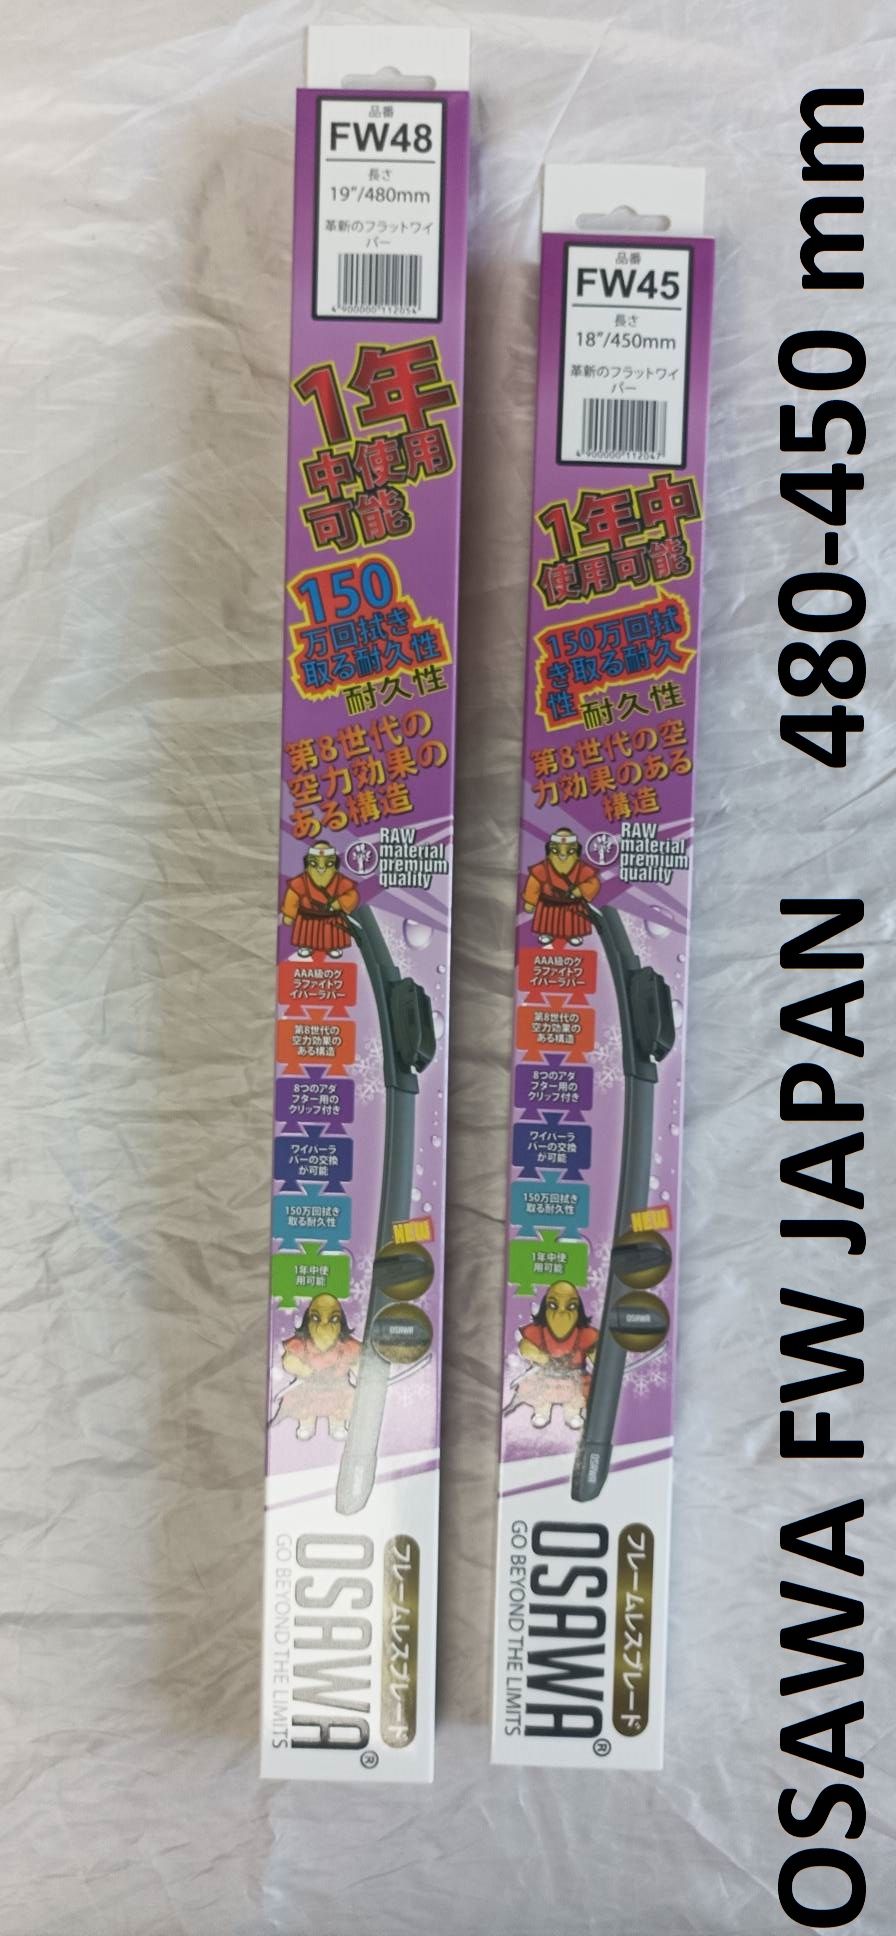 品番
FW48
長さ
19"/480mm
革新のフラットワイ
パー
4 900000 112054
1年
中使用
可能
150
万回拭き
取る耐久性
耐久性
第8世代の
空力効果の
ある構造
RAW
material
premium
quality
AAA級のグ
ラファイトワ
イパーラバー
第8世代の
空力効果の
ある構造
8つのアダ
プター用の
クリップ付き
ワイパーラ
バーの交換
が可能
150万回拭き
取る耐久性
1年中使
用可能
NEW
OSAWA
フレームレスブレード
OSAWA®
GO BEYOND THE LIMITS
品番
FW45
長さ
18"/450mm
革新のフラットワイ
パー
4 900000 112047
1年中
使用可能
150万回拭
き取る耐久
性
耐久性
第8世代の空
力効果のある
構造
RAW
material
premium
quality
AAA級のグ
ラファイトワ
イパーラバー
第8世代の
空力効果の
ある構造
8つのアダ
プター用の
クリップ付き
ワイパーラ
バーの交換
が可能
150万回拭き
取る耐久性
1年中使
用可能
NEW
OSAWA
OSAWA
フレームレスブレード
OSAWA®
GO BEYOND THE LIMITS
OSAWA FW JAPAN 480-450 mm